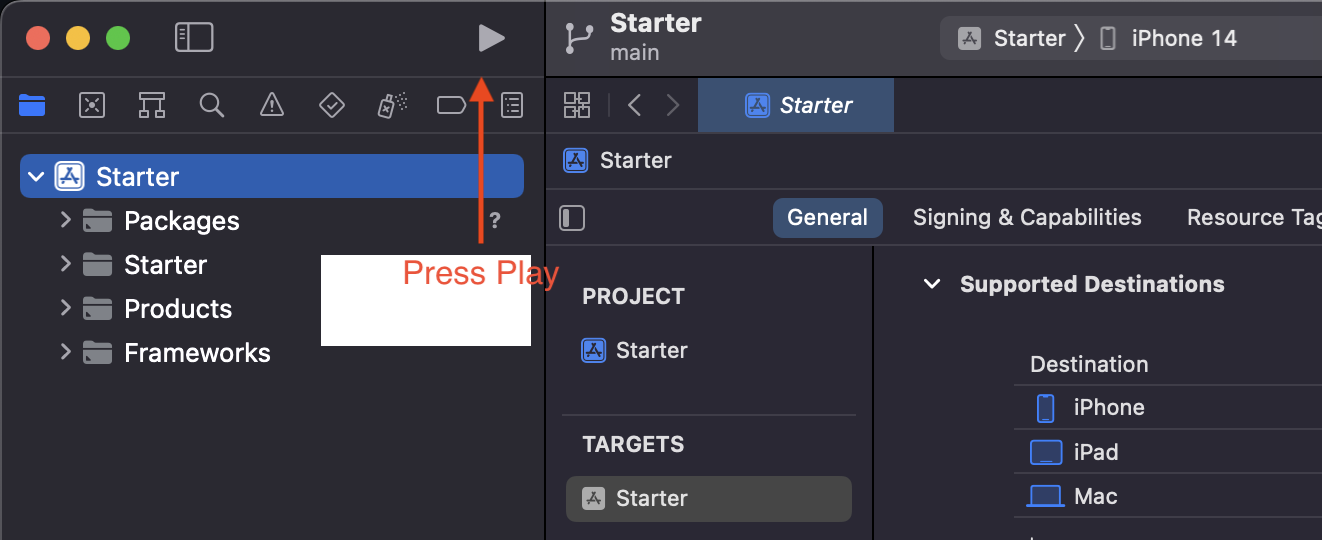 Starter
main
Starter
iPhone 14
Starter
Starter
Starter
Packages
?
Starter
Products
Frameworks
Press Play
General
Signing & Capabilities
Resource Tag
PROJECT
Starter
TARGETS
Starter
Supported Destinations
Destination
iPhone
iPad
Mac